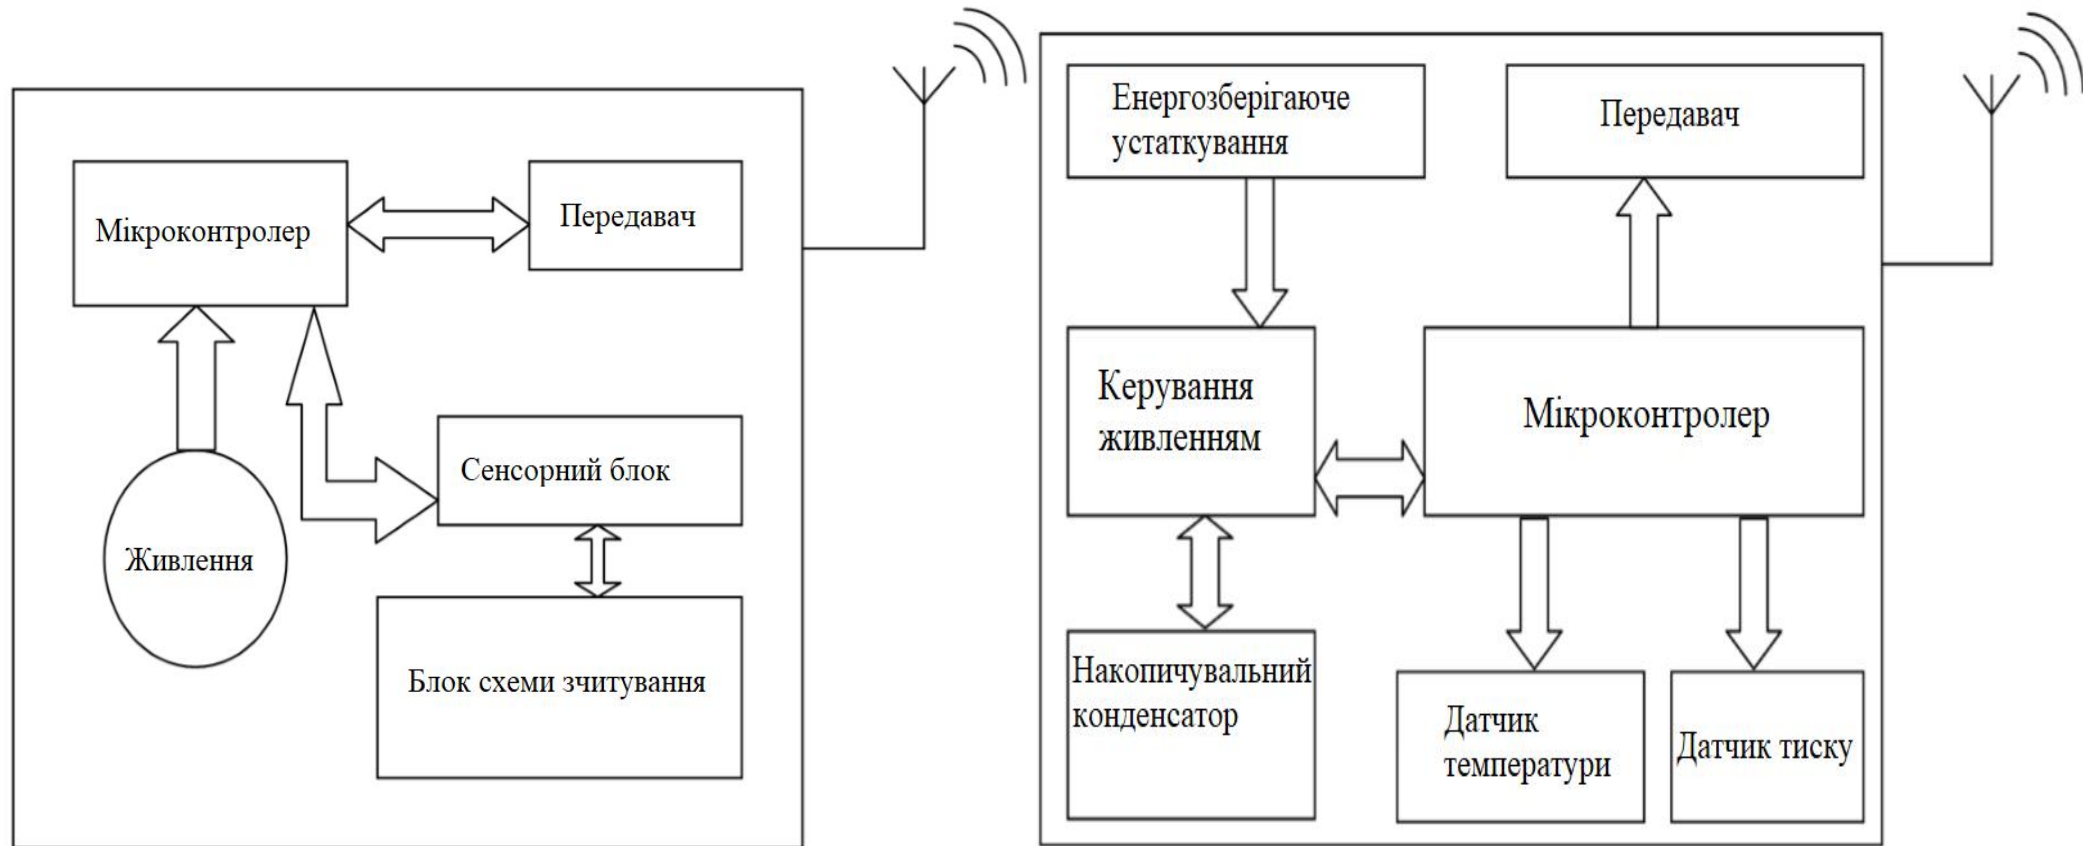 Мікроконтролер
Передавач
Сенсорний блок
Живлення
Блок схеми зчитування
Енергозберігаюче
устаткування
Передавач
Керування
живленням
Мікроконтролер
Накопичувальний
конденсатор
Датчик
температури
Датчик тиску